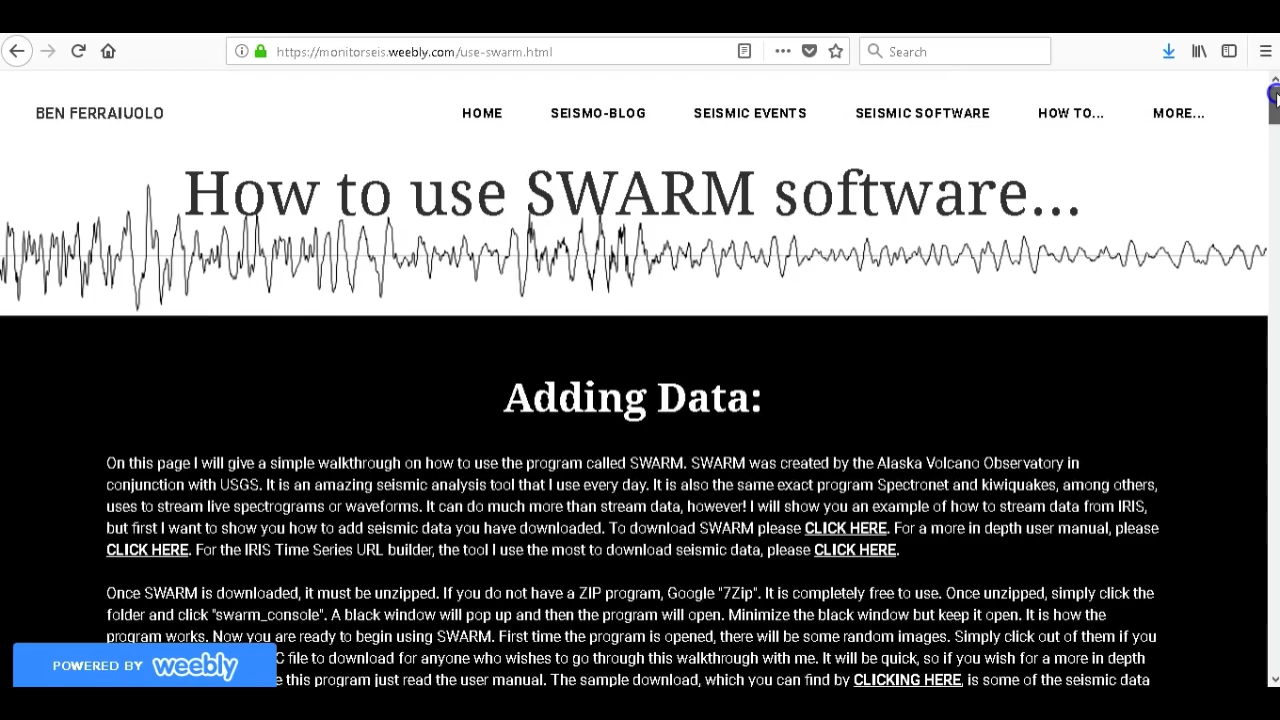 https://monitorseis.weebly.com/use-swarm.html
Search
BEN FERRAIUOLO
HOME
SEISMO-BLOG
SEISMIC EVENTS
SEISMIC SOFTWARE
HOW TO...
MORE...
How to use SWARM software...
Adding Data:
On this page I will give a simple walkthrough on how to use the program called SWARM. SWARM was created by the Alaska Volcano Observatory in
conjunction with USGS. It is an amazing seismic analysis tool that I use every day. It is also the same exact program Spectronet and kiwiquakes, among others,
uses to stream live spectrograms or waveforms. It can do much more than stream data, however! I will show you an example of how to stream data from IRIS,
but first I want to show you how to add seismic data you have downloaded. To download SWARM please CLICK HERE. For a more in depth user manual, please
CLICK HERE. For the IRIS Time Series URL builder, the tool I use the most to download seismic data, please CLICK HERE.
Once SWARM is downloaded, it must be unzipped. If you do not have a ZIP program, Google "7Zip". It is completely free to use. Once unzipped, simply click the
folder and click "swarm_console". A black window will pop up and then the program will open. Minimize the black window but keep it open. It is how the
program works. Now you are ready to begin using SWARM. First time the program is opened, there will be some random images. Simply click out of them if you
C file to download for anyone who wishes to go through this walkthrough with me. It will be quick, so if you wish for a more in depth
e this program just read the user manual. The sample download, which you can find by CLICKING HERE, is some of the seismic data
POWERED BY weebly